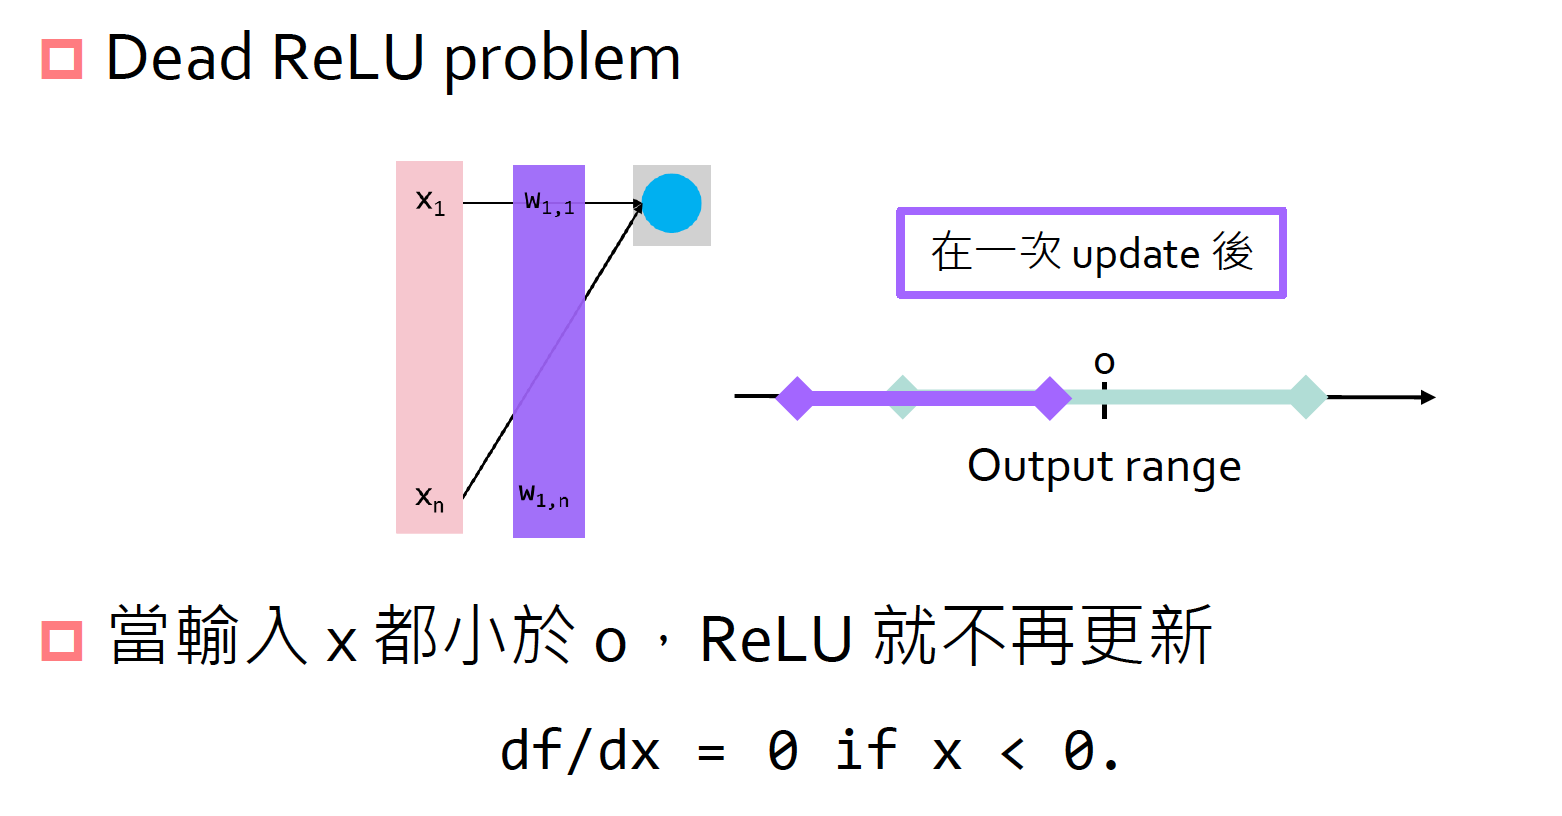 Dead ReLU problem
x1 w1,1
在一次 update 後
0
Output range
xn w1,n
當輸入 x 都小於 0，ReLU 就不再更新
df/dx = 0 if x < 0.